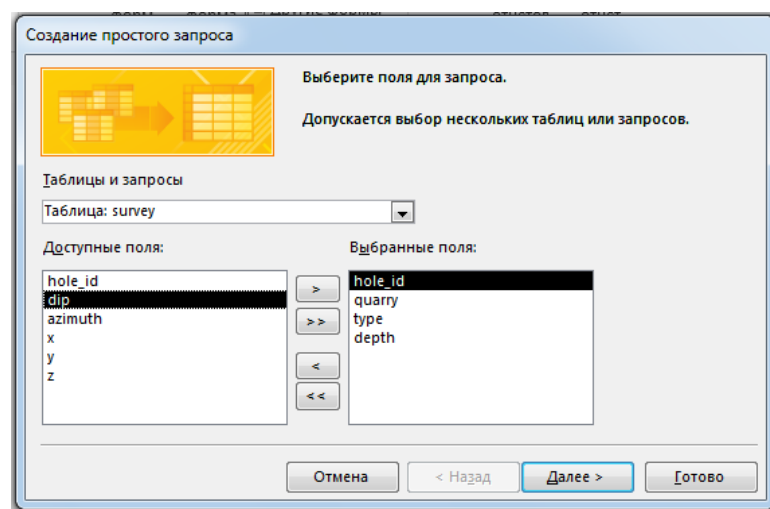 Создание простого запроса
Выберите поля для запроса.
Допускается выбор нескольких таблиц или запросов.
Таблицы и запросы
Таблица: survey
Доступные поля:
Выбранные поля:
hole_id
dip
azimuth
x
y
z
>
>>
<
<<
hole_id
quarry
type
depth
Отмена
< Назад
Далее >
Готово